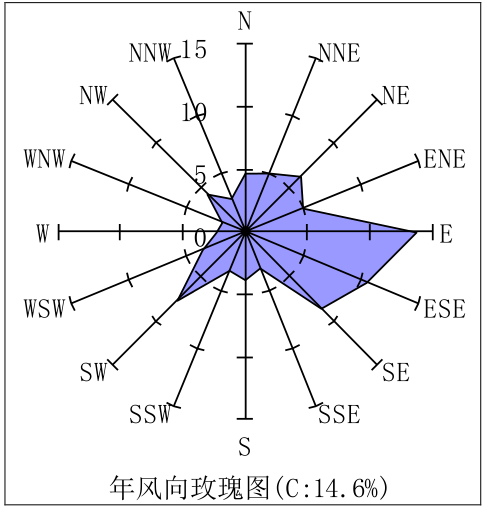 N
NNW 15 NNE
NW NE
10
WNW 5 ENE
W 0 E
WSW ESE
SW SE
SSW SSE
S
年风向玫瑰图(C:14.6%)